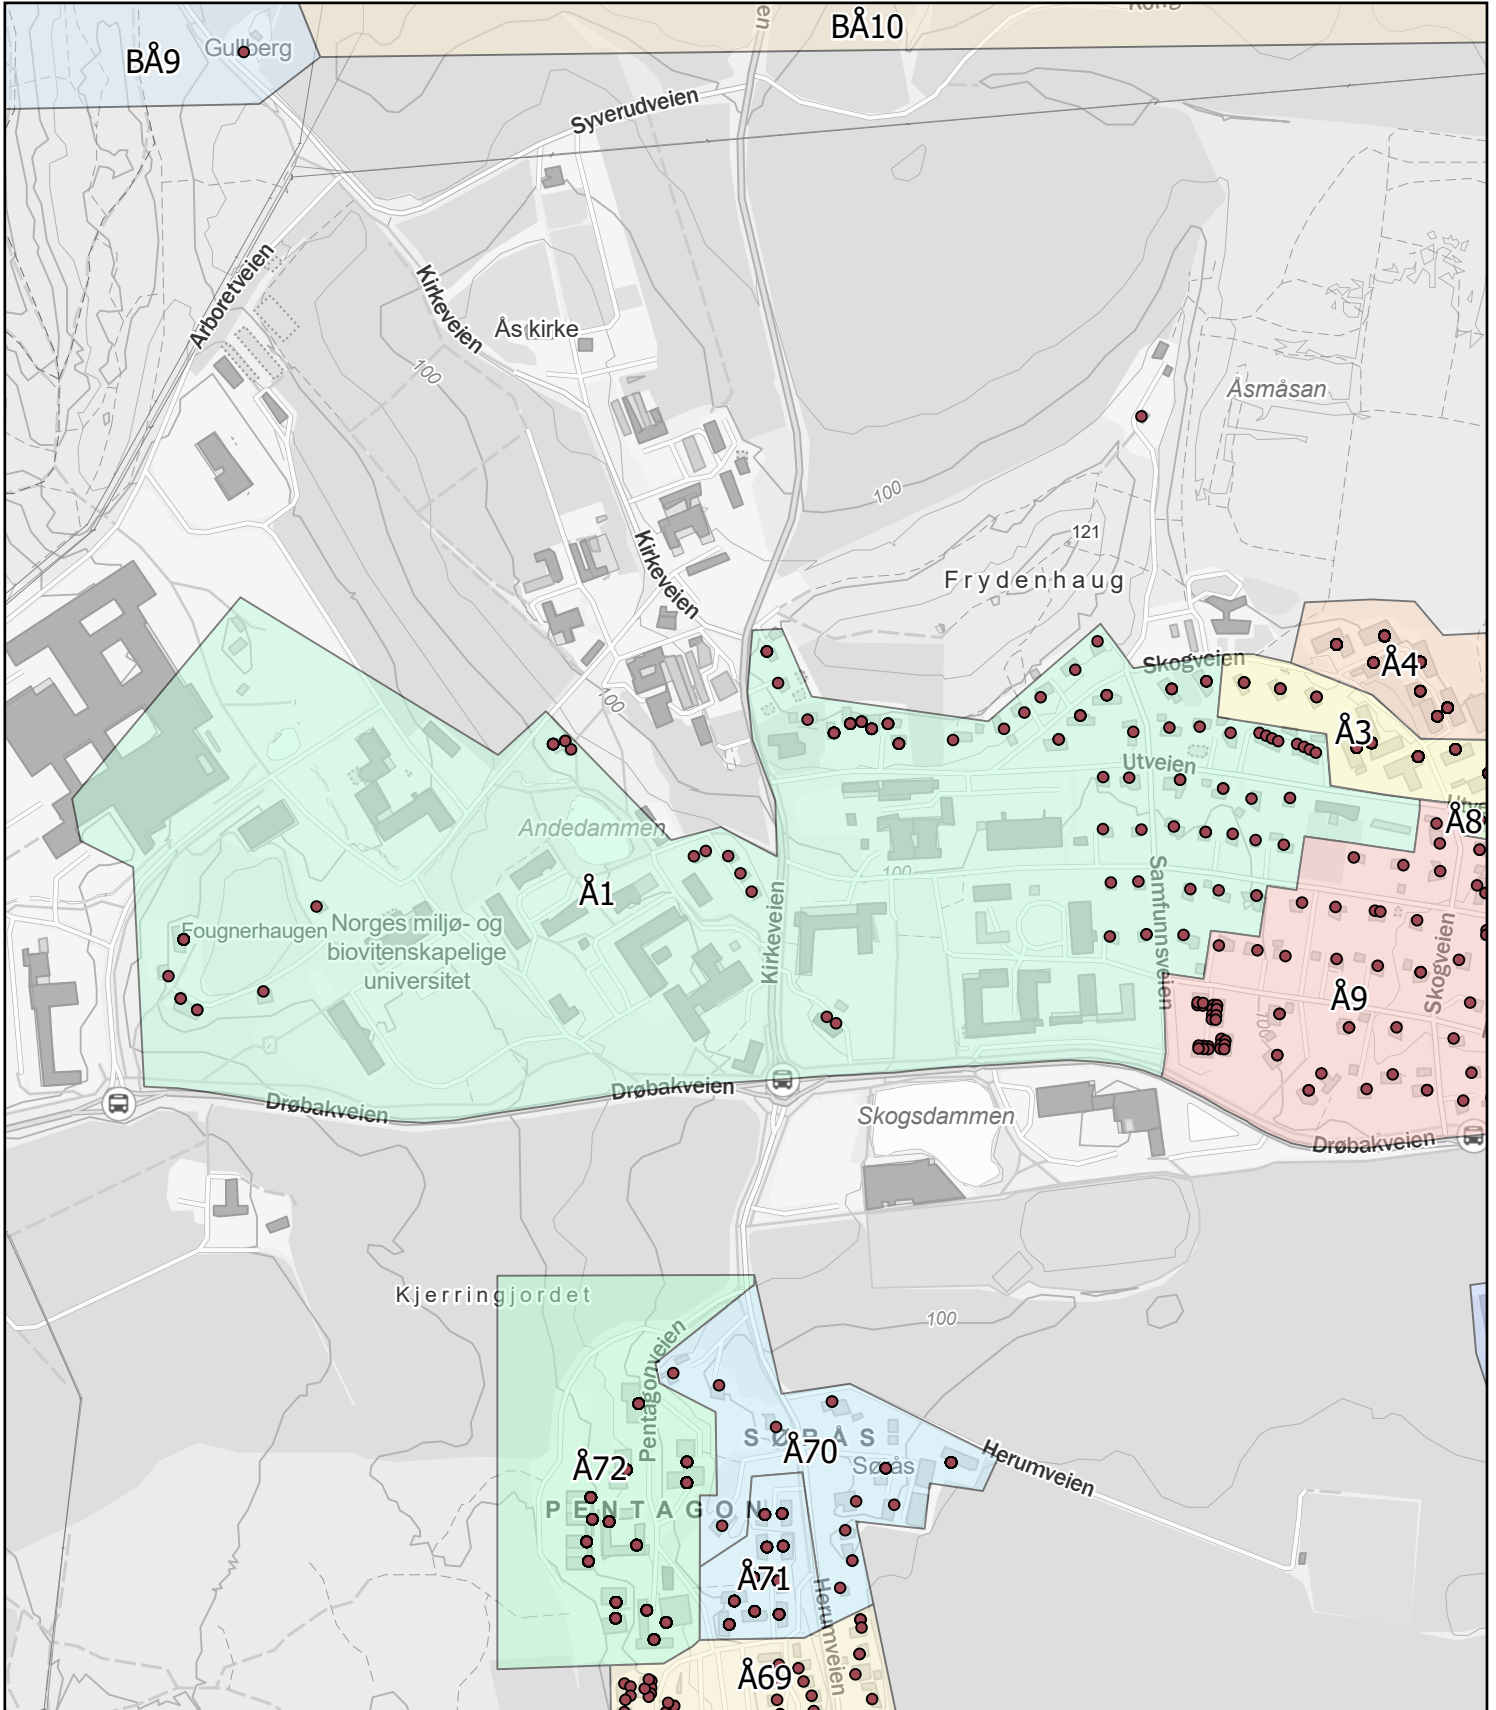 BÅ10
Gullberg
BÅ9
Syverudveien
Arboretveien
Kirkeveien
Ås kirke
100
Åsmåsan
100
121
Kirkeveien
Frydenhaug
Skogveien
Å4
100
Å3
Utveien
Å8
Andedammen
100
Samfunnsveien
Å1
Fougnerhaugen
Norges miljø- og
biovitenskapelige
universitet
Kirkeveien
Skogveien
Å9
100
Drøbakveien
Drøbakveien
Skogsdammen
Drøbakveien
Kjerringjordet
100
Pentagonveien
SØRÅS
Å70
Herumveien
Å72
Sørås
PENTAGON
Å71
Herumveien
Å69